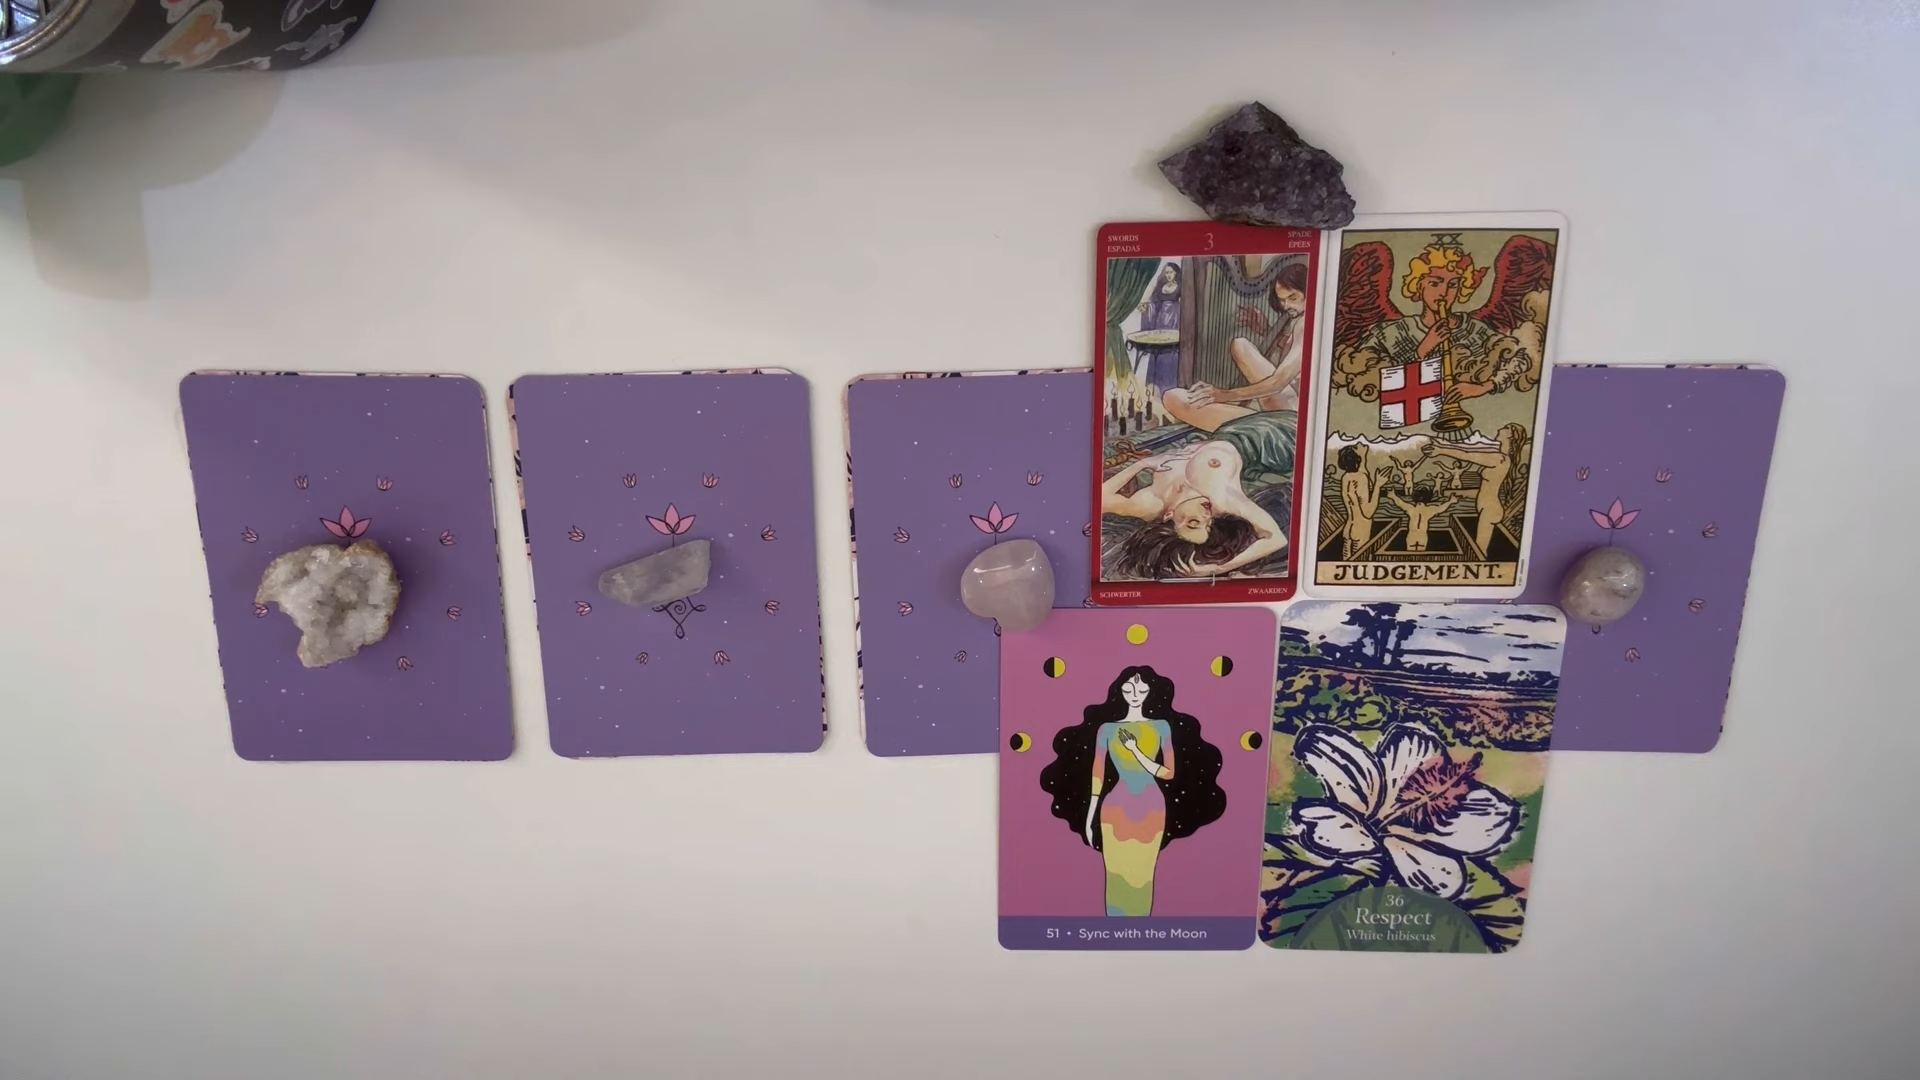 SWORDS
ESPADAS
3
SPADE
ÉPÉES
SCHWERTER
ZWAARDEN
XX
JUDGEMENT.
51 • Sync with the Moon
36
Respect
White hibiscus